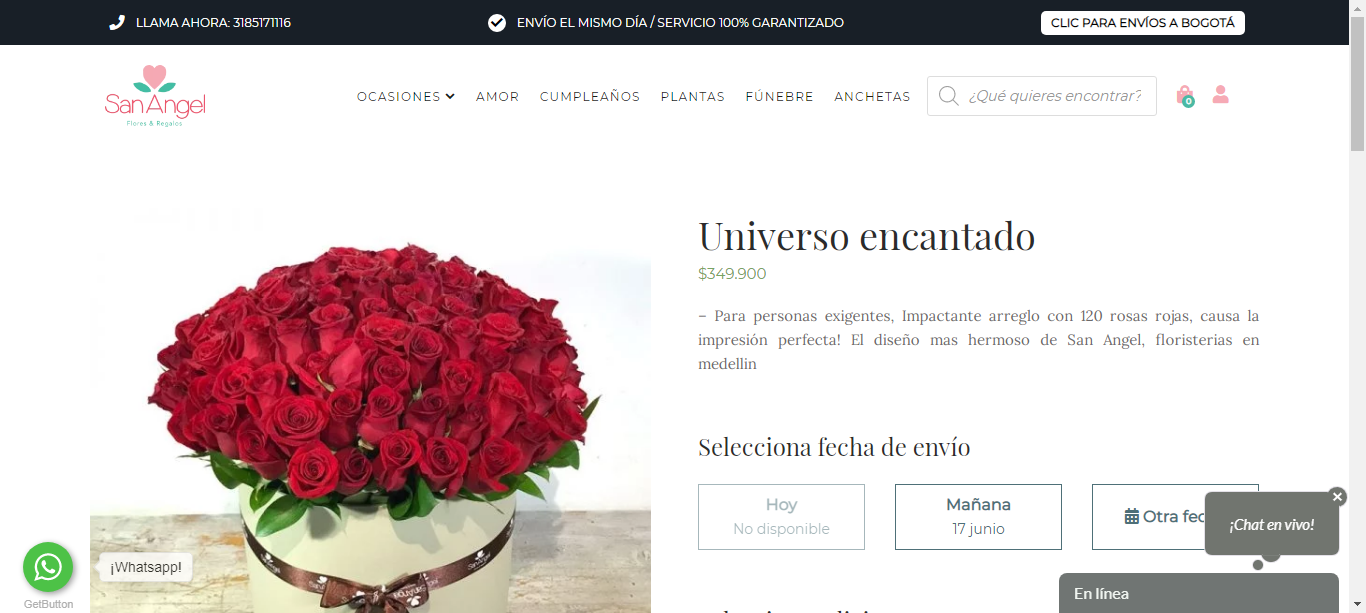 LLAMA AHORA: 3185171116
ENVÍO EL MISMO DÍA / SERVICIO 100% GARANTIZADO
CLIC PARA ENVÍOS A BOGOTÁ
SanAngel
Flores & Regalos
OCASIONES
AMOR
CUMPLEAÑOS
PLANTAS
FÚNEBRE
ANCHETAS
¿Qué quieres encontrar?
0
Universo encantado
$349.900
– Para personas exigentes, Impactante arreglo con 120 rosas rojas, causa la
impresión perfecta! El diseño mas hermoso de San Angel, floristerias en
medellin
Selecciona fecha de envío
Hoy
No disponible
Mañana
17 junio
Otra fec
¡Chat en vivo!
¡Whatsapp!
GetButton
En línea